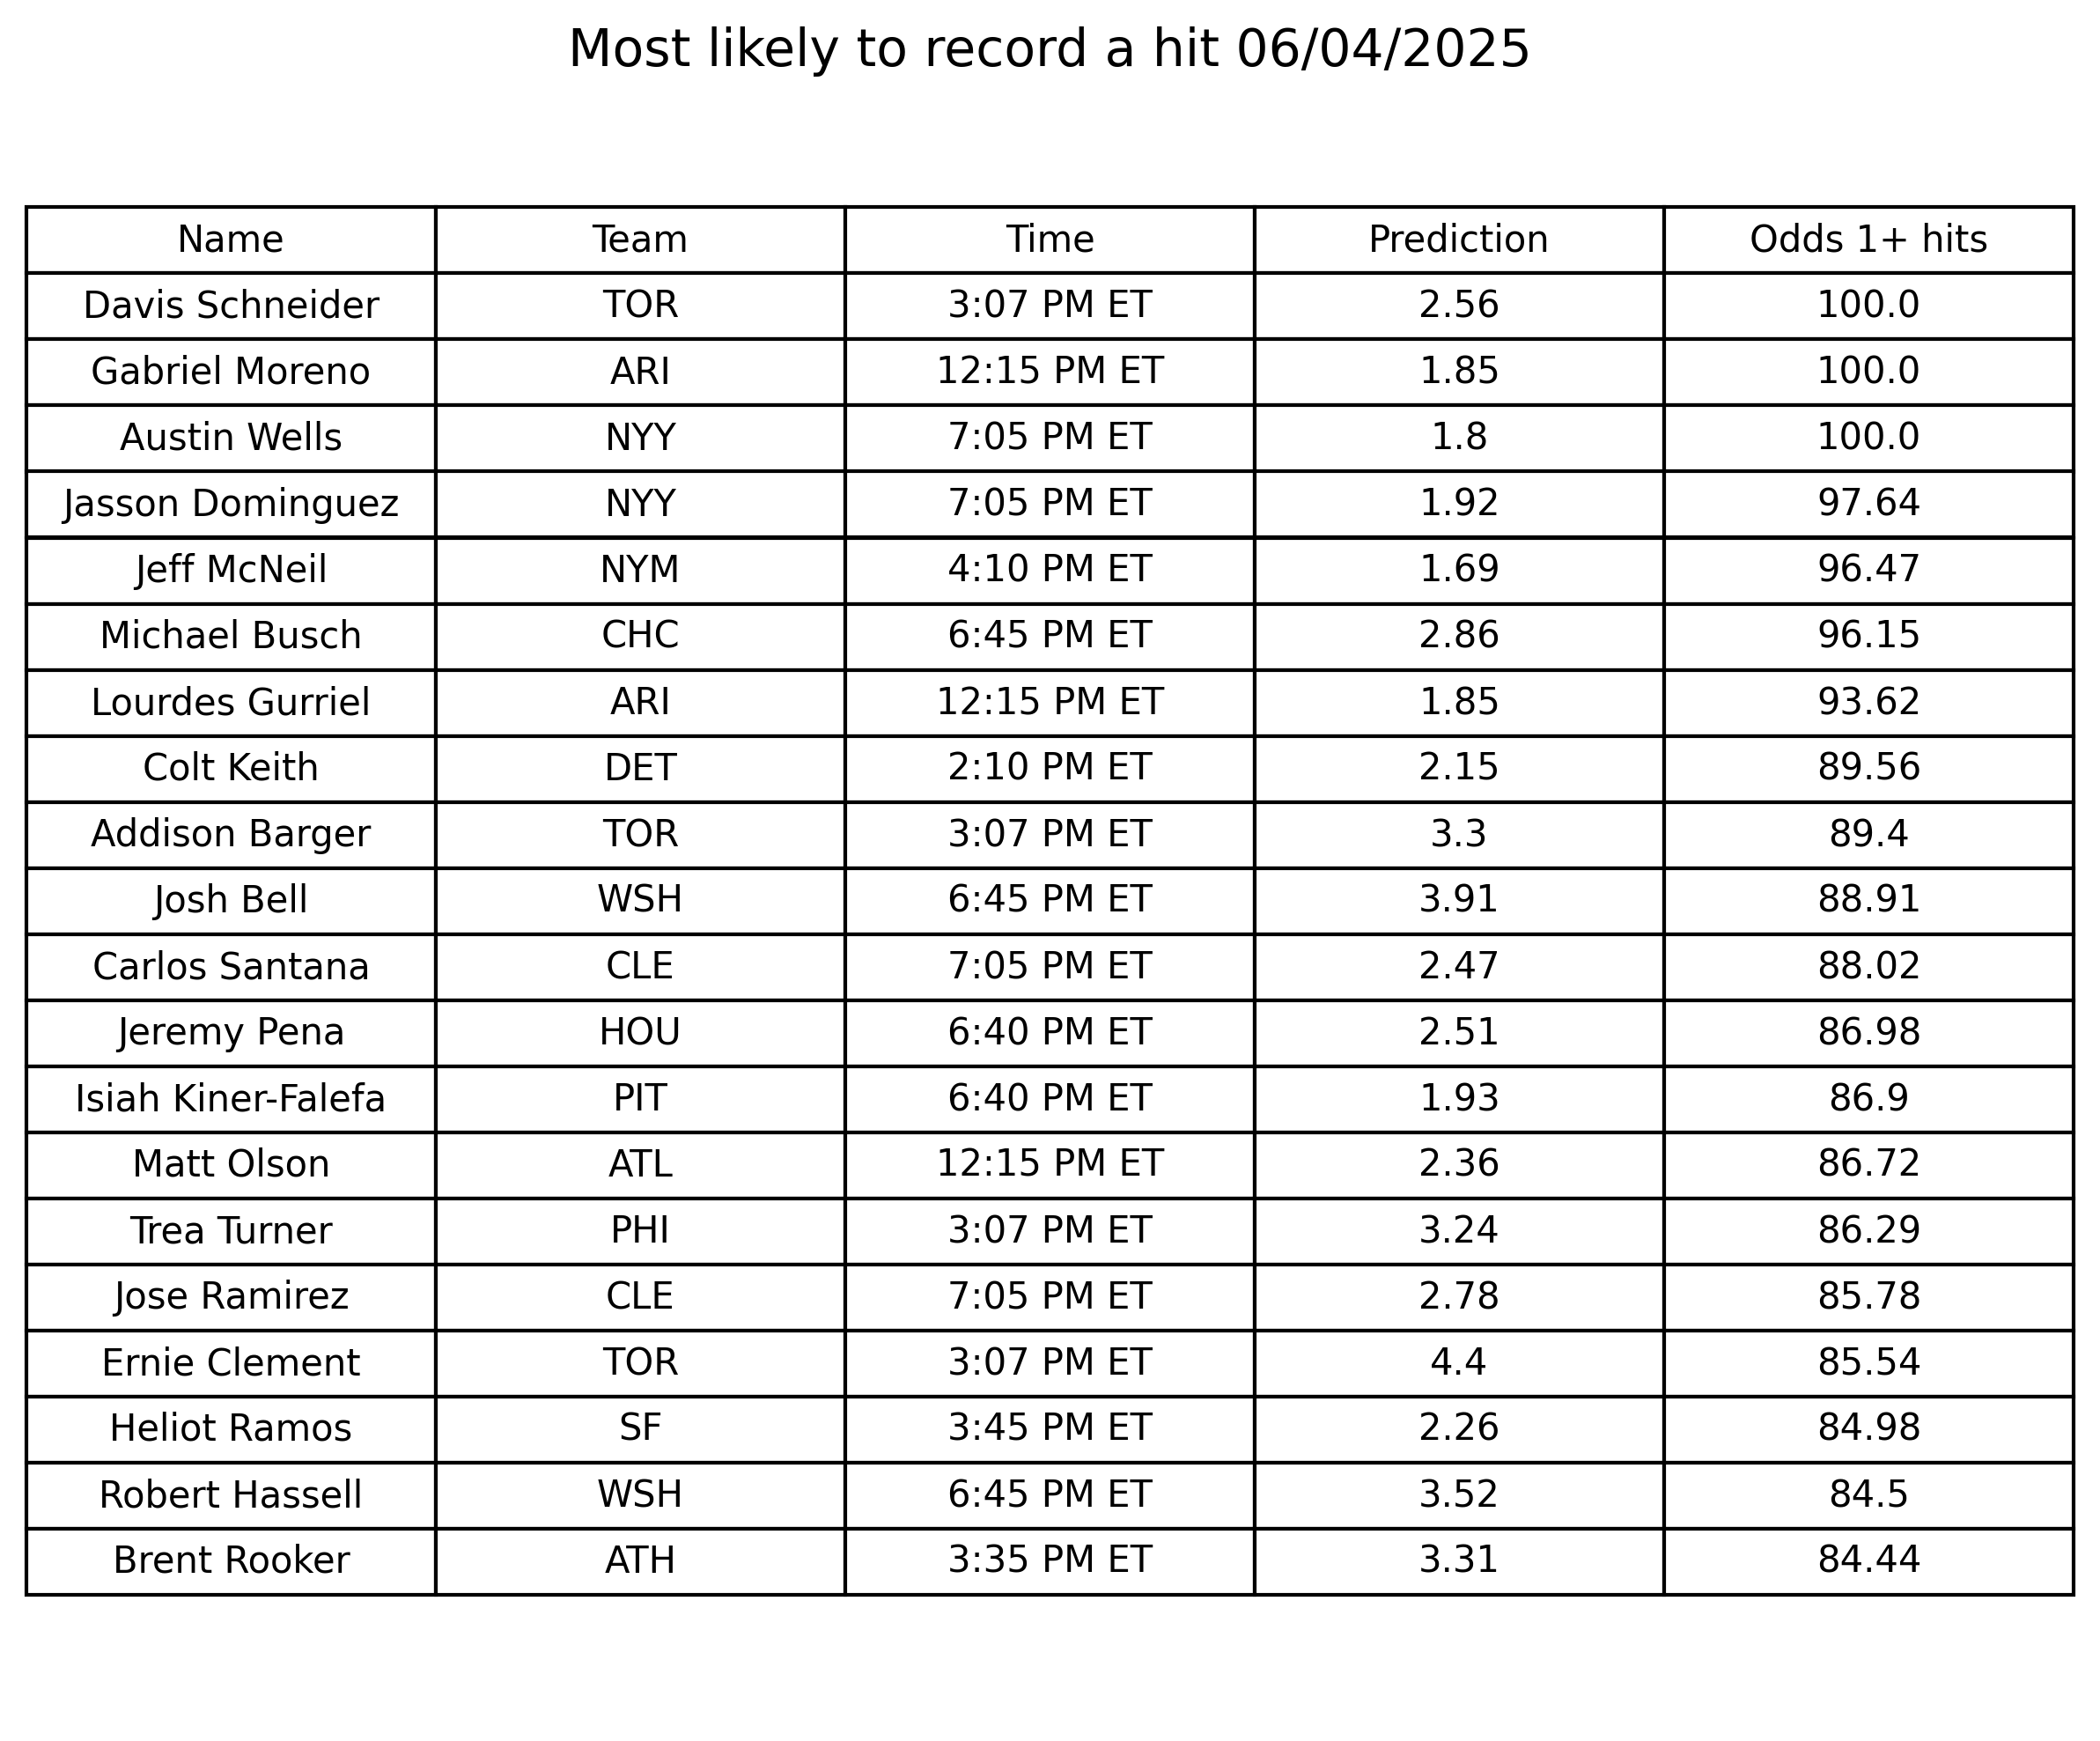 Most likely to record a hit 06/04/2025
Name Team Time Prediction Odds 1+ hits
Davis Schneider TOR 3:07 PM ET 2.56 100.0
Gabriel Moreno ARI 12:15 PM ET 1.85 100.0
Austin Wells NYY 7:05 PM ET 1.8 100.0
Jasson Dominguez NYY 7:05 PM ET 1.92 97.64
Jeff McNeil NYM 4:10 PM ET 1.69 96.47
Michael Busch CHC 6:45 PM ET 2.86 96.15
Lourdes Gurriel ARI 12:15 PM ET 1.85 93.62
Colt Keith DET 2:10 PM ET 2.15 89.56
Addison Barger TOR 3:07 PM ET 3.3 89.4
Josh Bell WSH 6:45 PM ET 3.91 88.91
Carlos Santana CLE 7:05 PM ET 2.47 88.02
Jeremy Pena HOU 6:40 PM ET 2.51 86.98
Isiah Kiner-Falefa PIT 6:40 PM ET 1.93 86.9
Matt Olson ATL 12:15 PM ET 2.36 86.72
Trea Turner PHI 3:07 PM ET 3.24 86.29
Jose Ramirez CLE 7:05 PM ET 2.78 85.78
Ernie Clement TOR 3:07 PM ET 4.4 85.54
Heliot Ramos SF 3:45 PM ET 2.26 84.98
Robert Hassell WSH 6:45 PM ET 3.52 84.5
Brent Rooker ATH 3:35 PM ET 3.31 84.44